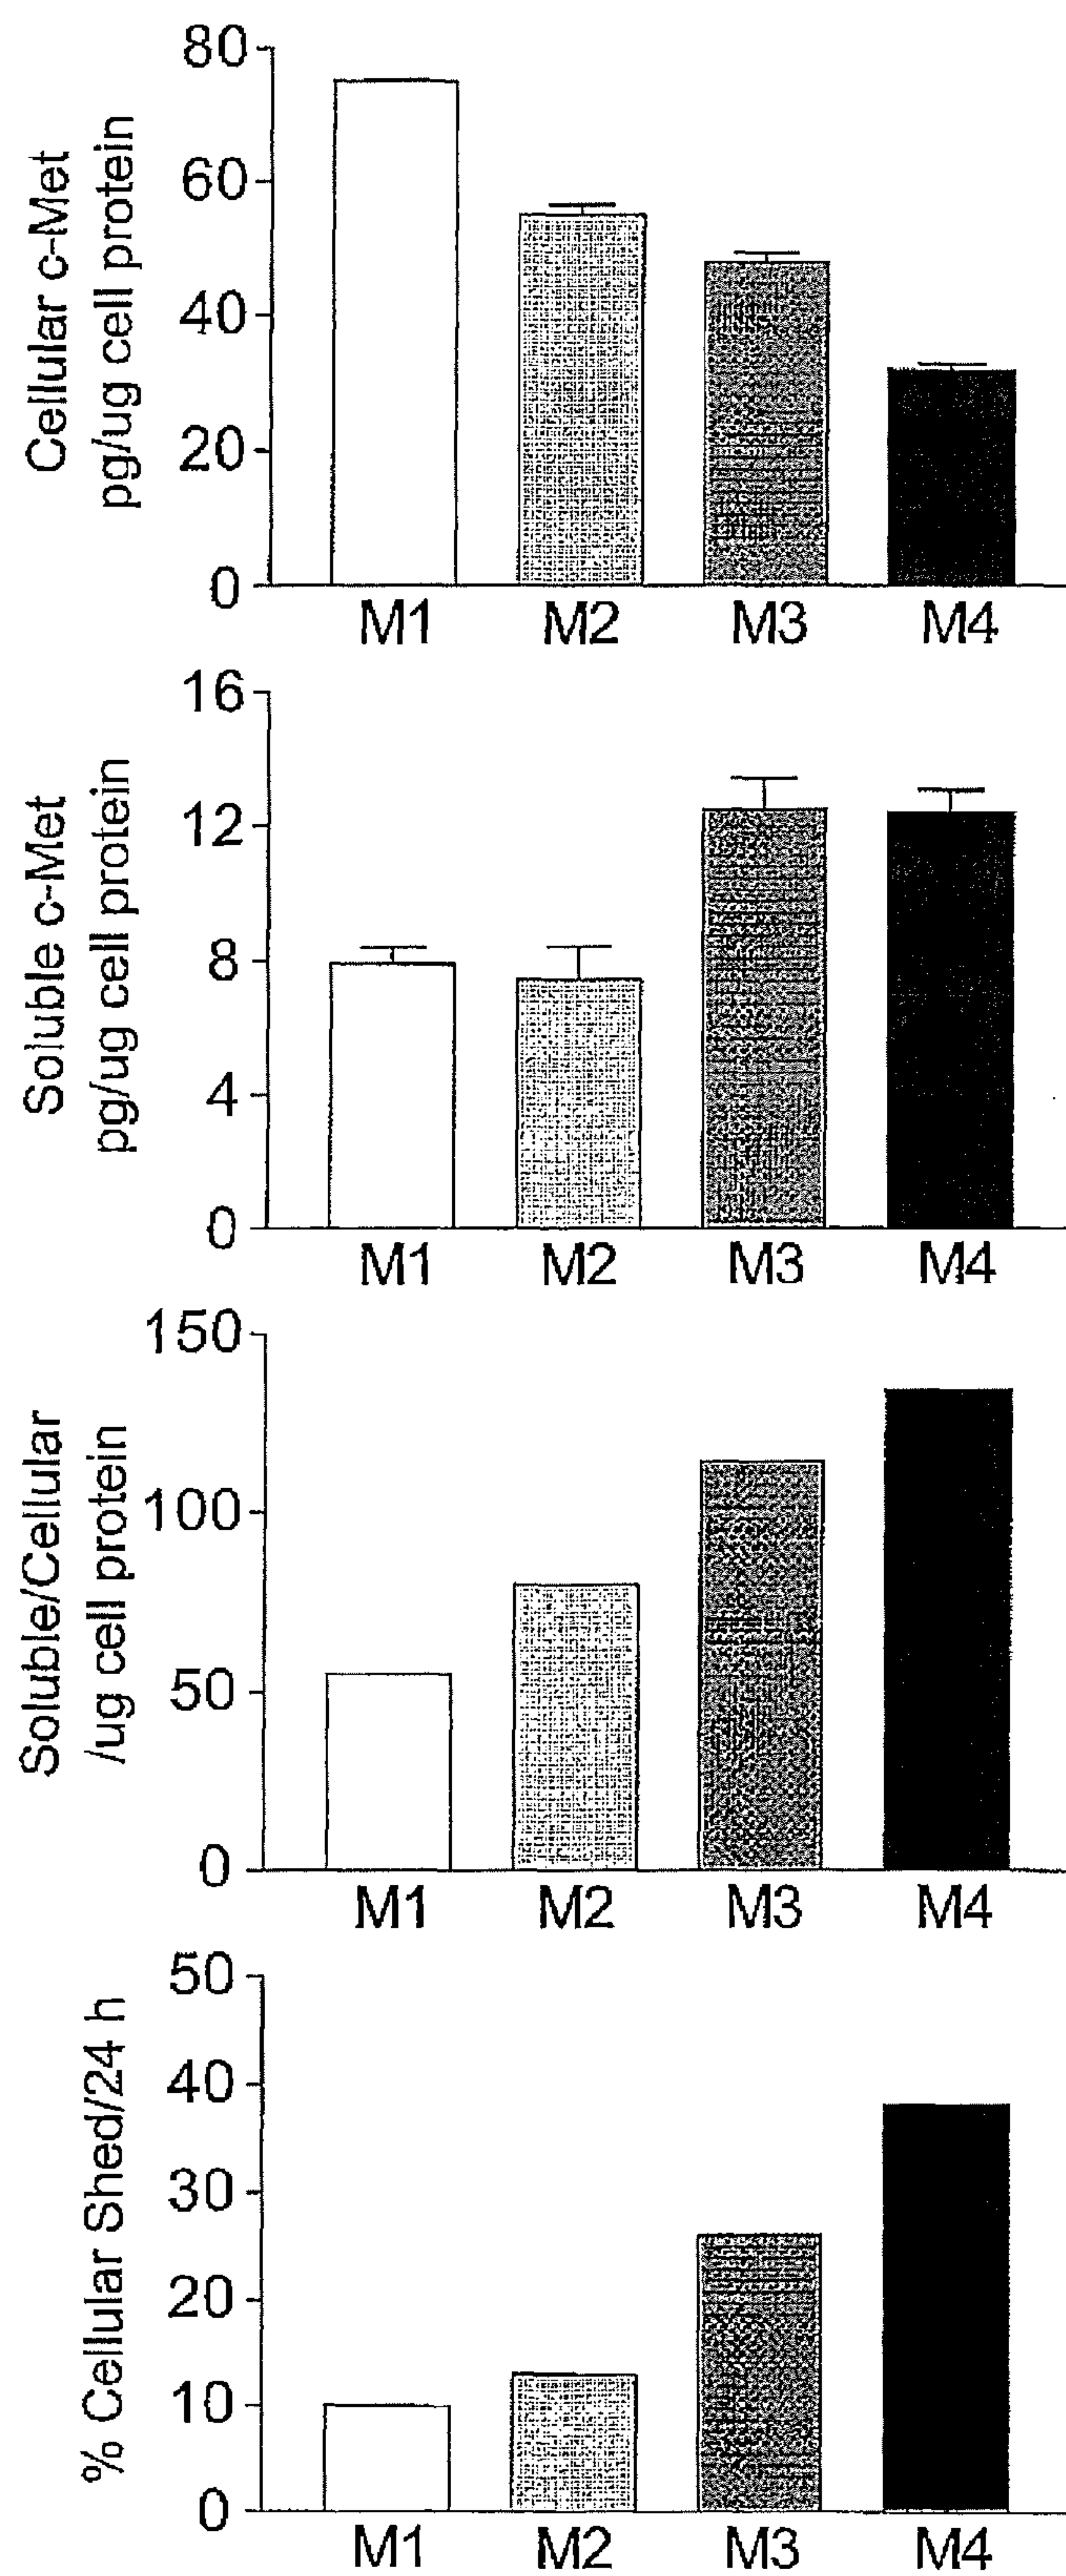 Cellular c-Met
pg/ug cell protein
80
60
40
20
0
M1 M2 M3 M4
Soluble c-Met
pg/ug cell protein
16
12
8
4
0
M1 M2 M3 M4
Soluble/Cellular
/ug cell protein
150
100
50
0
M1 M2 M3 M4
% Cellular Shed/24 h
50
40
30
20
10
0
M1 M2 M3 M4